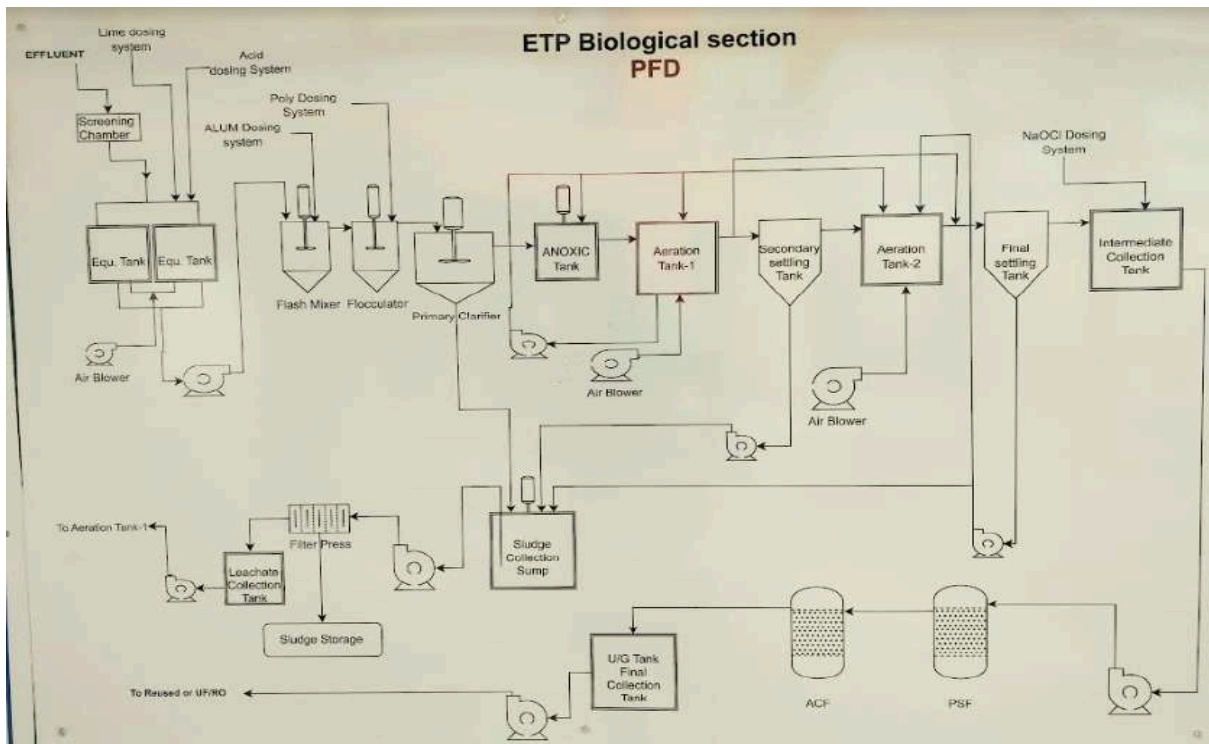 ETP Biological section
PFD
EFFLUENT
Lime dosing
system
Acid
dosing System
Screening
Chamber
ALUM Dosing
system
Poly Dosing
System
NaOCl Dosing
System
Equ. Tank
Equ. Tank
Air Blower
Flash Mixer
Flocculator
Primary Clarifier
ANOXIC
Tank
Aeration
Tank-1
Secondary
settling
Tank
Aeration
Tank-2
Final
settling
Tank
Intermediate
Collection
Tank
C
C
C
C
Air Blower
C
Air Blower
C
To Aeration Tank-1
C
Leachate
Collection
Tank
Filter Press
C
Sludge
Collection
Sump
C
Sludge Storage
To Reused or UF/RO
C
U/G Tank
Final
Collection
Tank
ACF
PSF
C